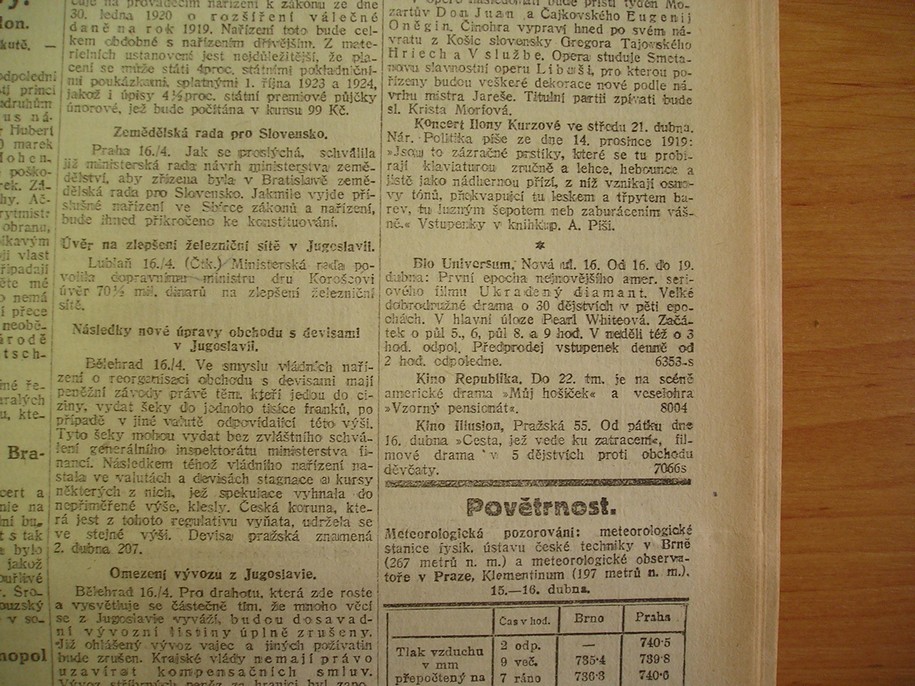 30. ledna 1920 o rozšíření válečné
daně na rok 1919. Nařízení toto bude cel-
kem obdobné s nařízením dřívějším. Z mate-
rielních ustanovení jest nejdůležitější, že pla-
cení se může státi 4proc. státními pokladniční-
mi poukázkami, splatnými 1. října 1923 a 1924,
jakož i úpisy 4½proc. státní premiové půjčky
únorové, jež bude počítána v kursu 99 Kč.
Zemědělská rada pro Slovensko.
Praha 16./4. Jak se proslýchá, schválila
již ministerská rada návrh ministerstva země-
dělství, aby zřízena byla v Bratislavě země-
dělská rada pro Slovensko. Jakmile vyjde pří-
slušné nařízení ve Sbírce zákonů a nařízení,
bude ihned přikročeno ke konstituování.
Úvěr na zlepšení železniční sítě v Jugoslavii.
Lublaň 16./4. (Čtk.) Ministerská rada po-
volila dopravnímu ministru dru Korošcovi
úvěr 70½ mil. dinarů na zlepšení železniční
sítě.
Následky nové úpravy obchodu s devisami
v Jugoslavii.
Bělehrad 16./4. Ve smyslu vládních naří-
zení o reorganisaci obchodu s devisami mají
peněžní závody právě těm, kteří jedou do ci-
ziny, vydat šeky do jednoho tisíce franků, po
případě v jiné valutě odpovídající této výši.
Tyto šeky mohou vydat bez zvláštního schvá-
lení generálního inspektorátu ministerstva fi-
nancí. Následkem téhož vládního nařízení na-
stala ve valutách a devisách stagnace a kursy
některých z nich, jež spekulace vyhnala do
nepřiměřené výše, klesly. Česká koruna, kte-
rá jest z tohoto regulativu vyňata, udržela se
ve stejné výši. Devisa pražská znamená
2. dubna 207.
Omezení vývozu z Jugoslavie.
Bělehrad 16./4. Pro drahotu, která zde roste
a vysvětluje se částečně tím, že mnoho věcí
se z Jugoslavie vyváží, budou dosavad-
ní vývozní listiny úplně zrušeny.
Již ohlášený vývoz vajec a jiných poživatin
bude zrušen. Krajské vlády nemají právo
uzavírat kompensačních smluv.
zartův Don Juan a Čajkovského Eugenij
Oněgin. Činohra vypraví hned po svém ná-
vratu z Košic slovensky Gregora Tajovského
Hriech a V službe. Opera studuje Smeta-
novu slavnostní operu Libuši, pro kterou po-
řízeny budou veškeré dekorace nové podle ná-
vrhu mistra Jareše. Titulní partii zpívati bude
sl. Krista Morfová.
Koncert Ilony Kurzové ve středu 21. dubna.
Nár. Politika píše ze dne 14. prosince 1919:
»Jsou to zázračné prstíky, které se tu probí-
rají klaviaturou zručně a lehce, hebounce a
jistě jako nádhernou přízí, z níž vznikají osno-
vy tónů, překvapující tu leskem a třpytem ba-
rev, tu luzným šepotem neb zaburácením váš-
ně.« Vstupenky v knihkup. A. Píši.
*
Bio Universum, Nová ul. 16. Od 16. do 19.
dubna: První epocha nejnovějšího amer. seri-
ového filmu Ukradený diamant. Velké
dobrodružné drama o 30 dějstvích v pěti epo-
chách. V hlavní úloze Pearl Whiteová. Začá-
tek o půl 5., 6, půl 8. a 9 hod. V neděli též o 3
hod. odpol. Předprodej vstupenek denně od
2 hod. odpoledne. 6353-s
Kino Republika. Do 22. tm. je na scéně
americké drama »Můj hošíček« a veselohra
»Vzorný pensionát«. 8004
Kino Illusion, Pražská 55. Od pátku dne
16. dubna »Cesta, jež vede ku zatracení«, fil-
mové drama v 5 dějstvích proti obchodu
děvčaty. 7066s
Povětrnost.
Meteorologická pozorování: meteorologické
stanice fysik. ústavu české techniky v Brně
(267 metrů n. m.) a meteorologické observa-
toře v Praze, Klementinum (197 metrů n. m.).
15.—16. dubna.
Čas v hod. Brno Praha
Tlak vzduchu
v mm
přepočtený na
2 odp. — 740·5
9 več. 735·4 739·8
7 ráno 736·3 740·6